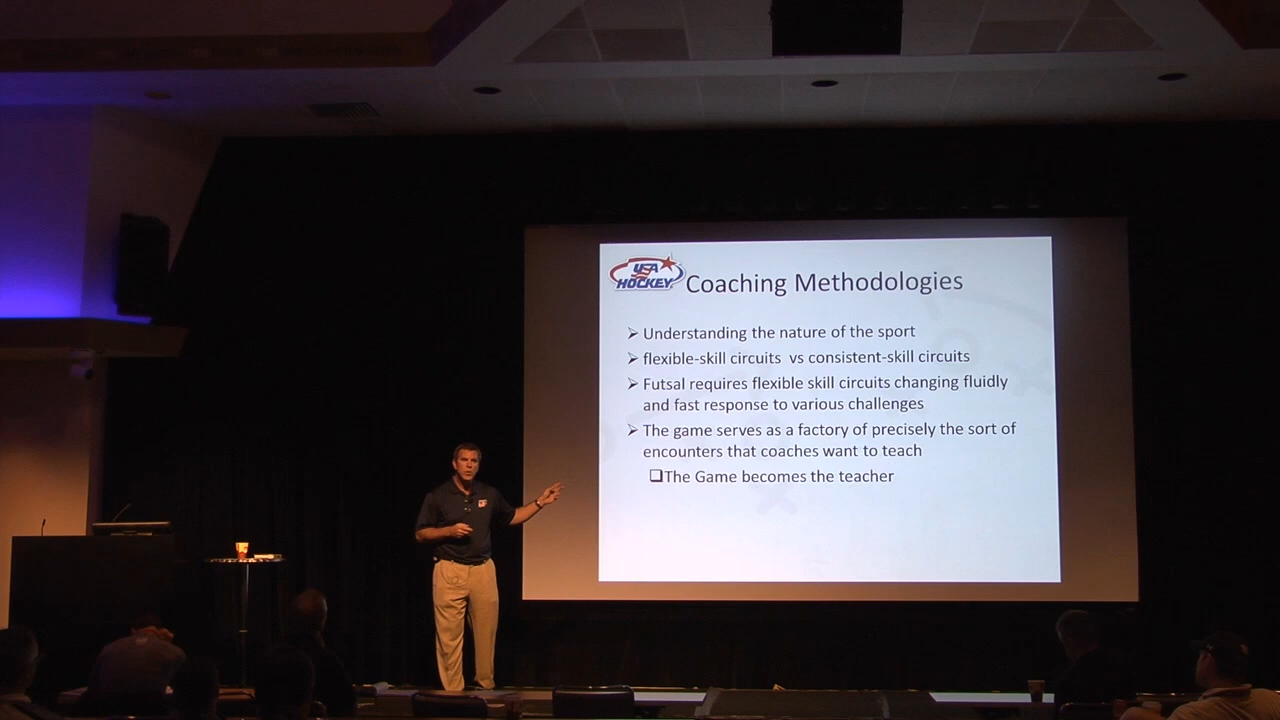 USA
HOCKEY
Coaching Methodologies
➢ Understanding the nature of the sport
➢ flexible-skill circuits vs consistent-skill circuits
➢ Futsal requires flexible skill circuits changing fluidly
and fast response to various challenges
➢ The game serves as a factory of precisely the sort of
encounters that coaches want to teach
❑The Game becomes the teacher